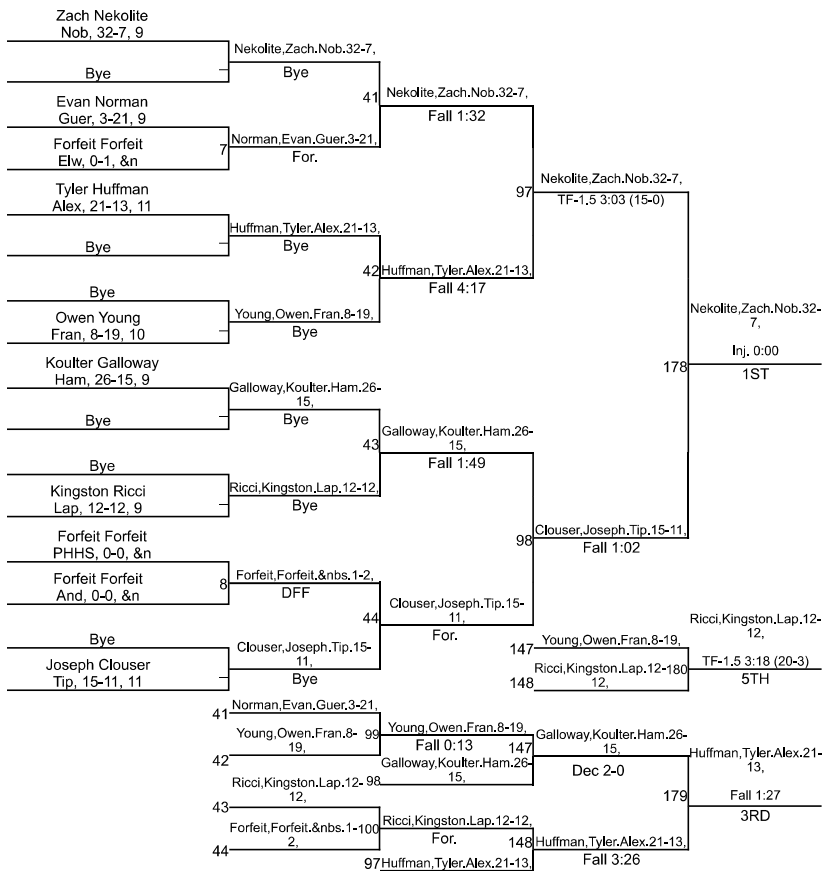 Zach Nekolite
Nob, 32-7, 9
Bye
Evan Norman
Guer, 3-21, 9
Forfeit Forfeit
Elw, 0-1, &n
Tyler Huffman
Alex, 21-13, 11
Bye
Bye
Owen Young
Fran, 8-19, 10
Koulter Galloway
Ham, 26-15, 9
Bye
Bye
Kingston Ricci
Lap, 12-12, 9
Forfeit Forfeit
PHHS, 0-0, &n
Forfeit Forfeit
And, 0-0, &n
Bye
Joseph Clouser
Tip, 15-11, 11
Nekolite,Zach.Nob.32-7,
Bye
7
Norman,Evan.Guer.3-21,
For.
Huffman,Tyler.Alex.21-13,
Bye
Young,Owen.Fran.8-19,
Bye
Galloway,Koulter.Ham.26-
15,
Bye
Ricci,Kingston.Lap.12-12,
Bye
8
Forfeit,Forfeit.&nbs.1-2,
DFF
Clouser,Joseph.Tip.15-
11,
Bye
41
Nekolite,Zach.Nob.32-7,
Fall 1:32
42
Huffman,Tyler.Alex.21-13,
Fall 4:17
43
Galloway,Koulter.Ham.26-
15,
Fall 1:49
44
Clouser,Joseph.Tip.15-
11,
For.
97
Nekolite,Zach.Nob.32-7,
TF-1.5 3:03 (15-0)
98
Clouser,Joseph.Tip.15-11,
Fall 1:02
178
Nekolite,Zach.Nob.32-
7,
Inj. 0:00
1ST
147
Young,Owen.Fran.8-19,
148
Ricci,Kingston.Lap.12-
12,
180
Ricci,Kingston.Lap.12-
12,
TF-1.5 3:18 (20-3)
5TH
41
Norman,Evan.Guer.3-21,
42
Young,Owen.Fran.8-
19,
99
Young,Owen.Fran.8-19,
Fall 0:13
98
Galloway,Koulter.Ham.26-
15,
147
Galloway,Koulter.Ham.26-
15,
Dec 2-0
43
Ricci,Kingston.Lap.12-
12,
44
Forfeit,Forfeit.&nbs.1-
2,
100
Ricci,Kingston.Lap.12-12,
For.
97
Huffman,Tyler.Alex.21-13,
148
Huffman,Tyler.Alex.21-13,
Fall 3:26
179
Huffman,Tyler.Alex.21-
13,
Fall 1:27
3RD